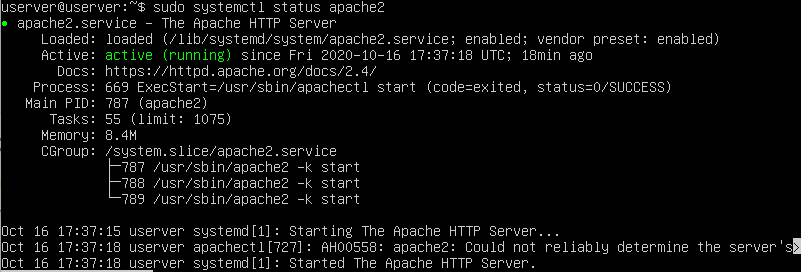 userver@userver:~$ sudo systemctl status apache2
● apache2.service - The Apache HTTP Server
Loaded: loaded (/lib/systemd/system/apache2.service; enabled; vendor preset: enabled)
Active: active (running) since Fri 2020-10-16 17:37:18 UTC; 18min ago
Docs: https://httpd.apache.org/docs/2.4/
Process: 669 ExecStart=/usr/sbin/apachectl start (code=exited, status=0/SUCCESS)
Main PID: 787 (apache2)
Tasks: 55 (limit: 1075)
Memory: 8.4M
CGroup: /system.slice/apache2.service
├─787 /usr/sbin/apache2 -k start
├─788 /usr/sbin/apache2 -k start
└─789 /usr/sbin/apache2 -k start
Oct 16 17:37:15 userver systemd[1]: Starting The Apache HTTP Server...
Oct 16 17:37:18 userver apachectl[727]: AH00558: apache2: Could not reliably determine the server's>
Oct 16 17:37:18 userver systemd[1]: Started The Apache HTTP Server.